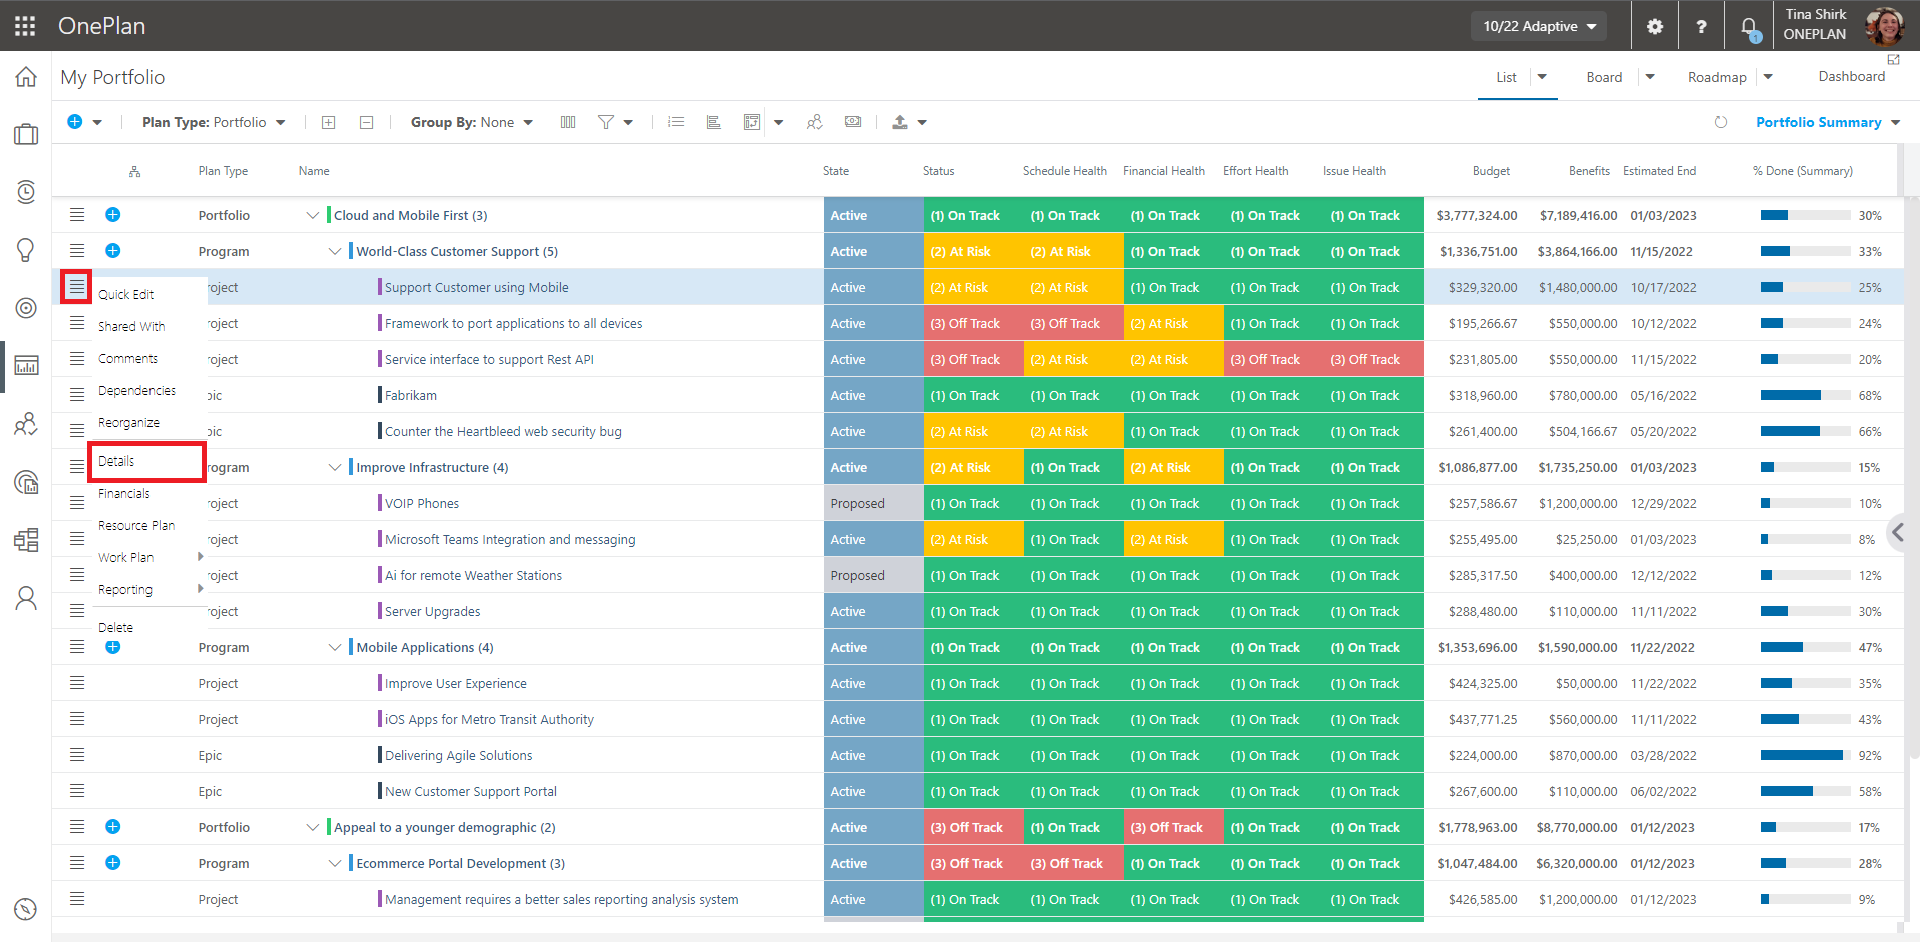 OnePlan
10/22 Adaptive
?
1
Tina Shirk
ONEPLAN
My Portfolio
List
Board
Roadmap
Dashboard
Plan Type: Portfolio
Group By: None
Portfolio Summary
Plan Type Name State Status Schedule Health Financial Health Effort Health Issue Health Budget Benefits Estimated End % Done (Summary)
Portfolio Cloud and Mobile First (3) Active (1) On Track (1) On Track (1) On Track (1) On Track (1) On Track $3,777,324.00 $7,189,416.00 01/03/2023 30%
Program World-Class Customer Support (5) Active (2) At Risk (2) At Risk (1) On Track (1) On Track (1) On Track $1,336,751.00 $3,864,166.00 11/15/2022 33%
roject Support Customer using Mobile Active (2) At Risk (2) At Risk (1) On Track (1) On Track (1) On Track $329,320.00 $1,480,000.00 10/17/2022 25%
roject Framework to port applications to all devices Active (3) Off Track (3) Off Track (2) At Risk (1) On Track (1) On Track $195,266.67 $550,000.00 10/12/2022 24%
roject Service interface to support Rest API Active (3) Off Track (2) At Risk (2) At Risk (3) Off Track (3) Off Track $231,805.00 $550,000.00 11/15/2022 20%
pic Fabrikam Active (1) On Track (1) On Track (1) On Track (1) On Track (1) On Track $318,960.00 $780,000.00 05/16/2022 68%
pic Counter the Heartbleed web security bug Active (2) At Risk (2) At Risk (1) On Track (1) On Track (1) On Track $261,400.00 $504,166.67 05/20/2022 66%
rogram Improve Infrastructure (4) Active (2) At Risk (1) On Track (2) At Risk (1) On Track (1) On Track $1,086,877.00 $1,735,250.00 01/03/2023 15%
roject VOIP Phones Proposed (1) On Track (1) On Track (1) On Track (1) On Track (1) On Track $257,586.67 $1,200,000.00 12/29/2022 10%
roject Microsoft Teams Integration and messaging Active (2) At Risk (1) On Track (2) At Risk (1) On Track (1) On Track $255,495.00 $25,250.00 01/03/2023 8%
roject Ai for remote Weather Stations Proposed (1) On Track (1) On Track (1) On Track (1) On Track (1) On Track $285,317.50 $400,000.00 12/12/2022 12%
roject Server Upgrades Active (1) On Track (1) On Track (1) On Track (1) On Track (1) On Track $288,480.00 $110,000.00 11/11/2022 30%
Program Mobile Applications (4) Active (1) On Track (1) On Track (1) On Track (1) On Track (1) On Track $1,353,696.00 $1,590,000.00 11/22/2022 47%
Project Improve User Experience Active (1) On Track (1) On Track (1) On Track (1) On Track (1) On Track $424,325.00 $50,000.00 11/22/2022 35%
Project iOS Apps for Metro Transit Authority Active (1) On Track (1) On Track (1) On Track (1) On Track (1) On Track $437,771.25 $560,000.00 11/11/2022 43%
Epic Delivering Agile Solutions Active (1) On Track (1) On Track (1) On Track (1) On Track (1) On Track $224,000.00 $870,000.00 03/28/2022 92%
Epic New Customer Support Portal Active (1) On Track (1) On Track (1) On Track (1) On Track (1) On Track $267,600.00 $110,000.00 06/02/2022 58%
Portfolio Appeal to a younger demographic (2) Active (3) Off Track (1) On Track (3) Off Track (1) On Track (1) On Track $1,778,963.00 $8,770,000.00 01/12/2023 17%
Program Ecommerce Portal Development (3) Active (3) Off Track (3) Off Track (1) On Track (1) On Track (1) On Track $1,047,484.00 $6,320,000.00 01/12/2023 28%
Project Management requires a better sales reporting analysis system Active (1) On Track (1) On Track (1) On Track (1) On Track (1) On Track $426,585.00 $1,200,000.00 01/12/2023 9%
Quick Edit
Shared With
Comments
Dependencies
Reorganize
Details
Financials
Resource Plan
Work Plan
Reporting
Delete